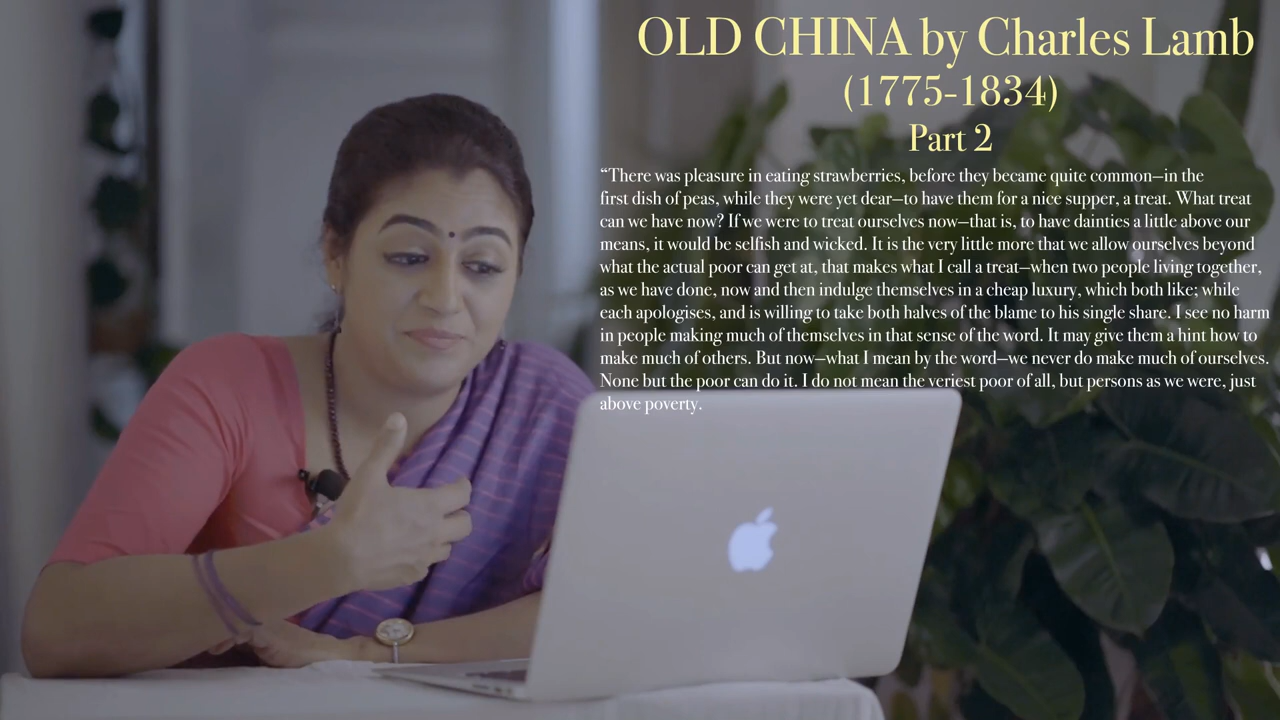 OLD CHINA by Charles Lamb
(1775-1834)
Part 2
“There was pleasure in eating strawberries, before they became quite common—in the
first dish of peas, while they were yet dear—to have them for a nice supper, a treat. What treat
can we have now? If we were to treat ourselves now—that is, to have dainties a little above our
means, it would be selfish and wicked. It is the very little more that we allow ourselves beyond
what the actual poor can get at, that makes what I call a treat—when two people living together,
as we have done, now and then indulge themselves in a cheap luxury, which both like; while
each apologises, and is willing to take both halves of the blame to his single share. I see no harm
in people making much of themselves in that sense of the word. It may give them a hint how to
make much of others. But now—what I mean by the word—we never do make much of ourselves.
None but the poor can do it. I do not mean the veriest poor of all, but persons as we were, just
above poverty.